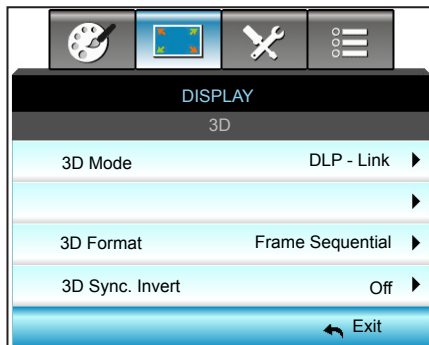 DISPLAY
3D
3D Mode DLP - Link
3D Format Frame Sequential
3D Sync. Invert Off
Exit